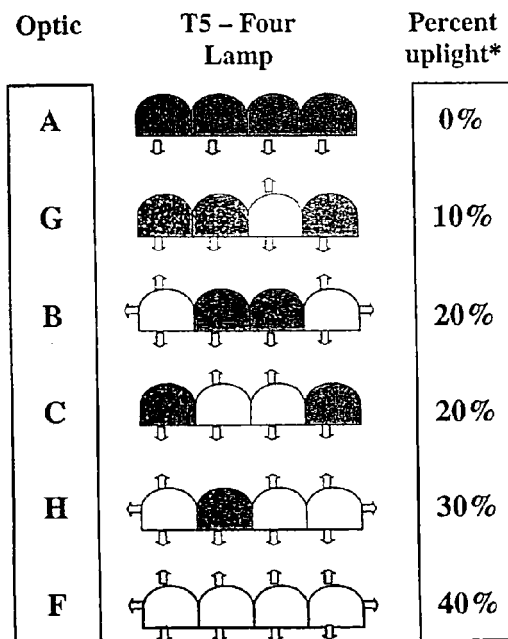 Optic T5 – Four Percent
Lamp uplight*
A 0%
G 10%
B 20%
C 20%
H 30%
F 40%